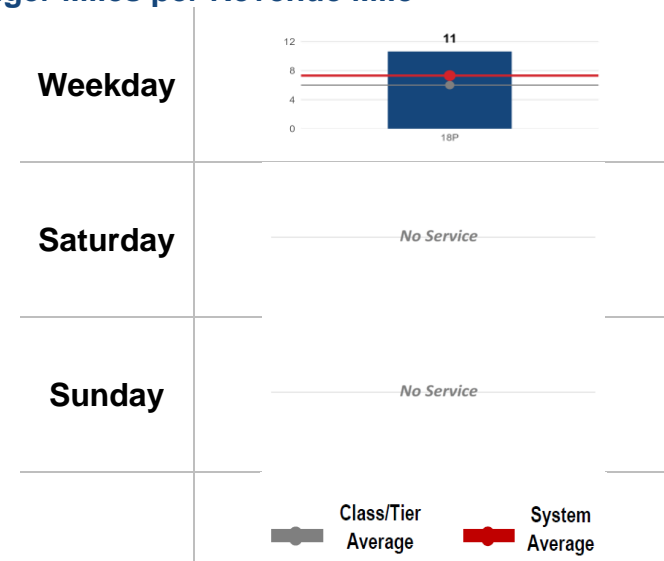 Weekday
11
12
8
4
0
18P
Saturday
No Service
Sunday
No Service
Class/Tier
Average
System
Average